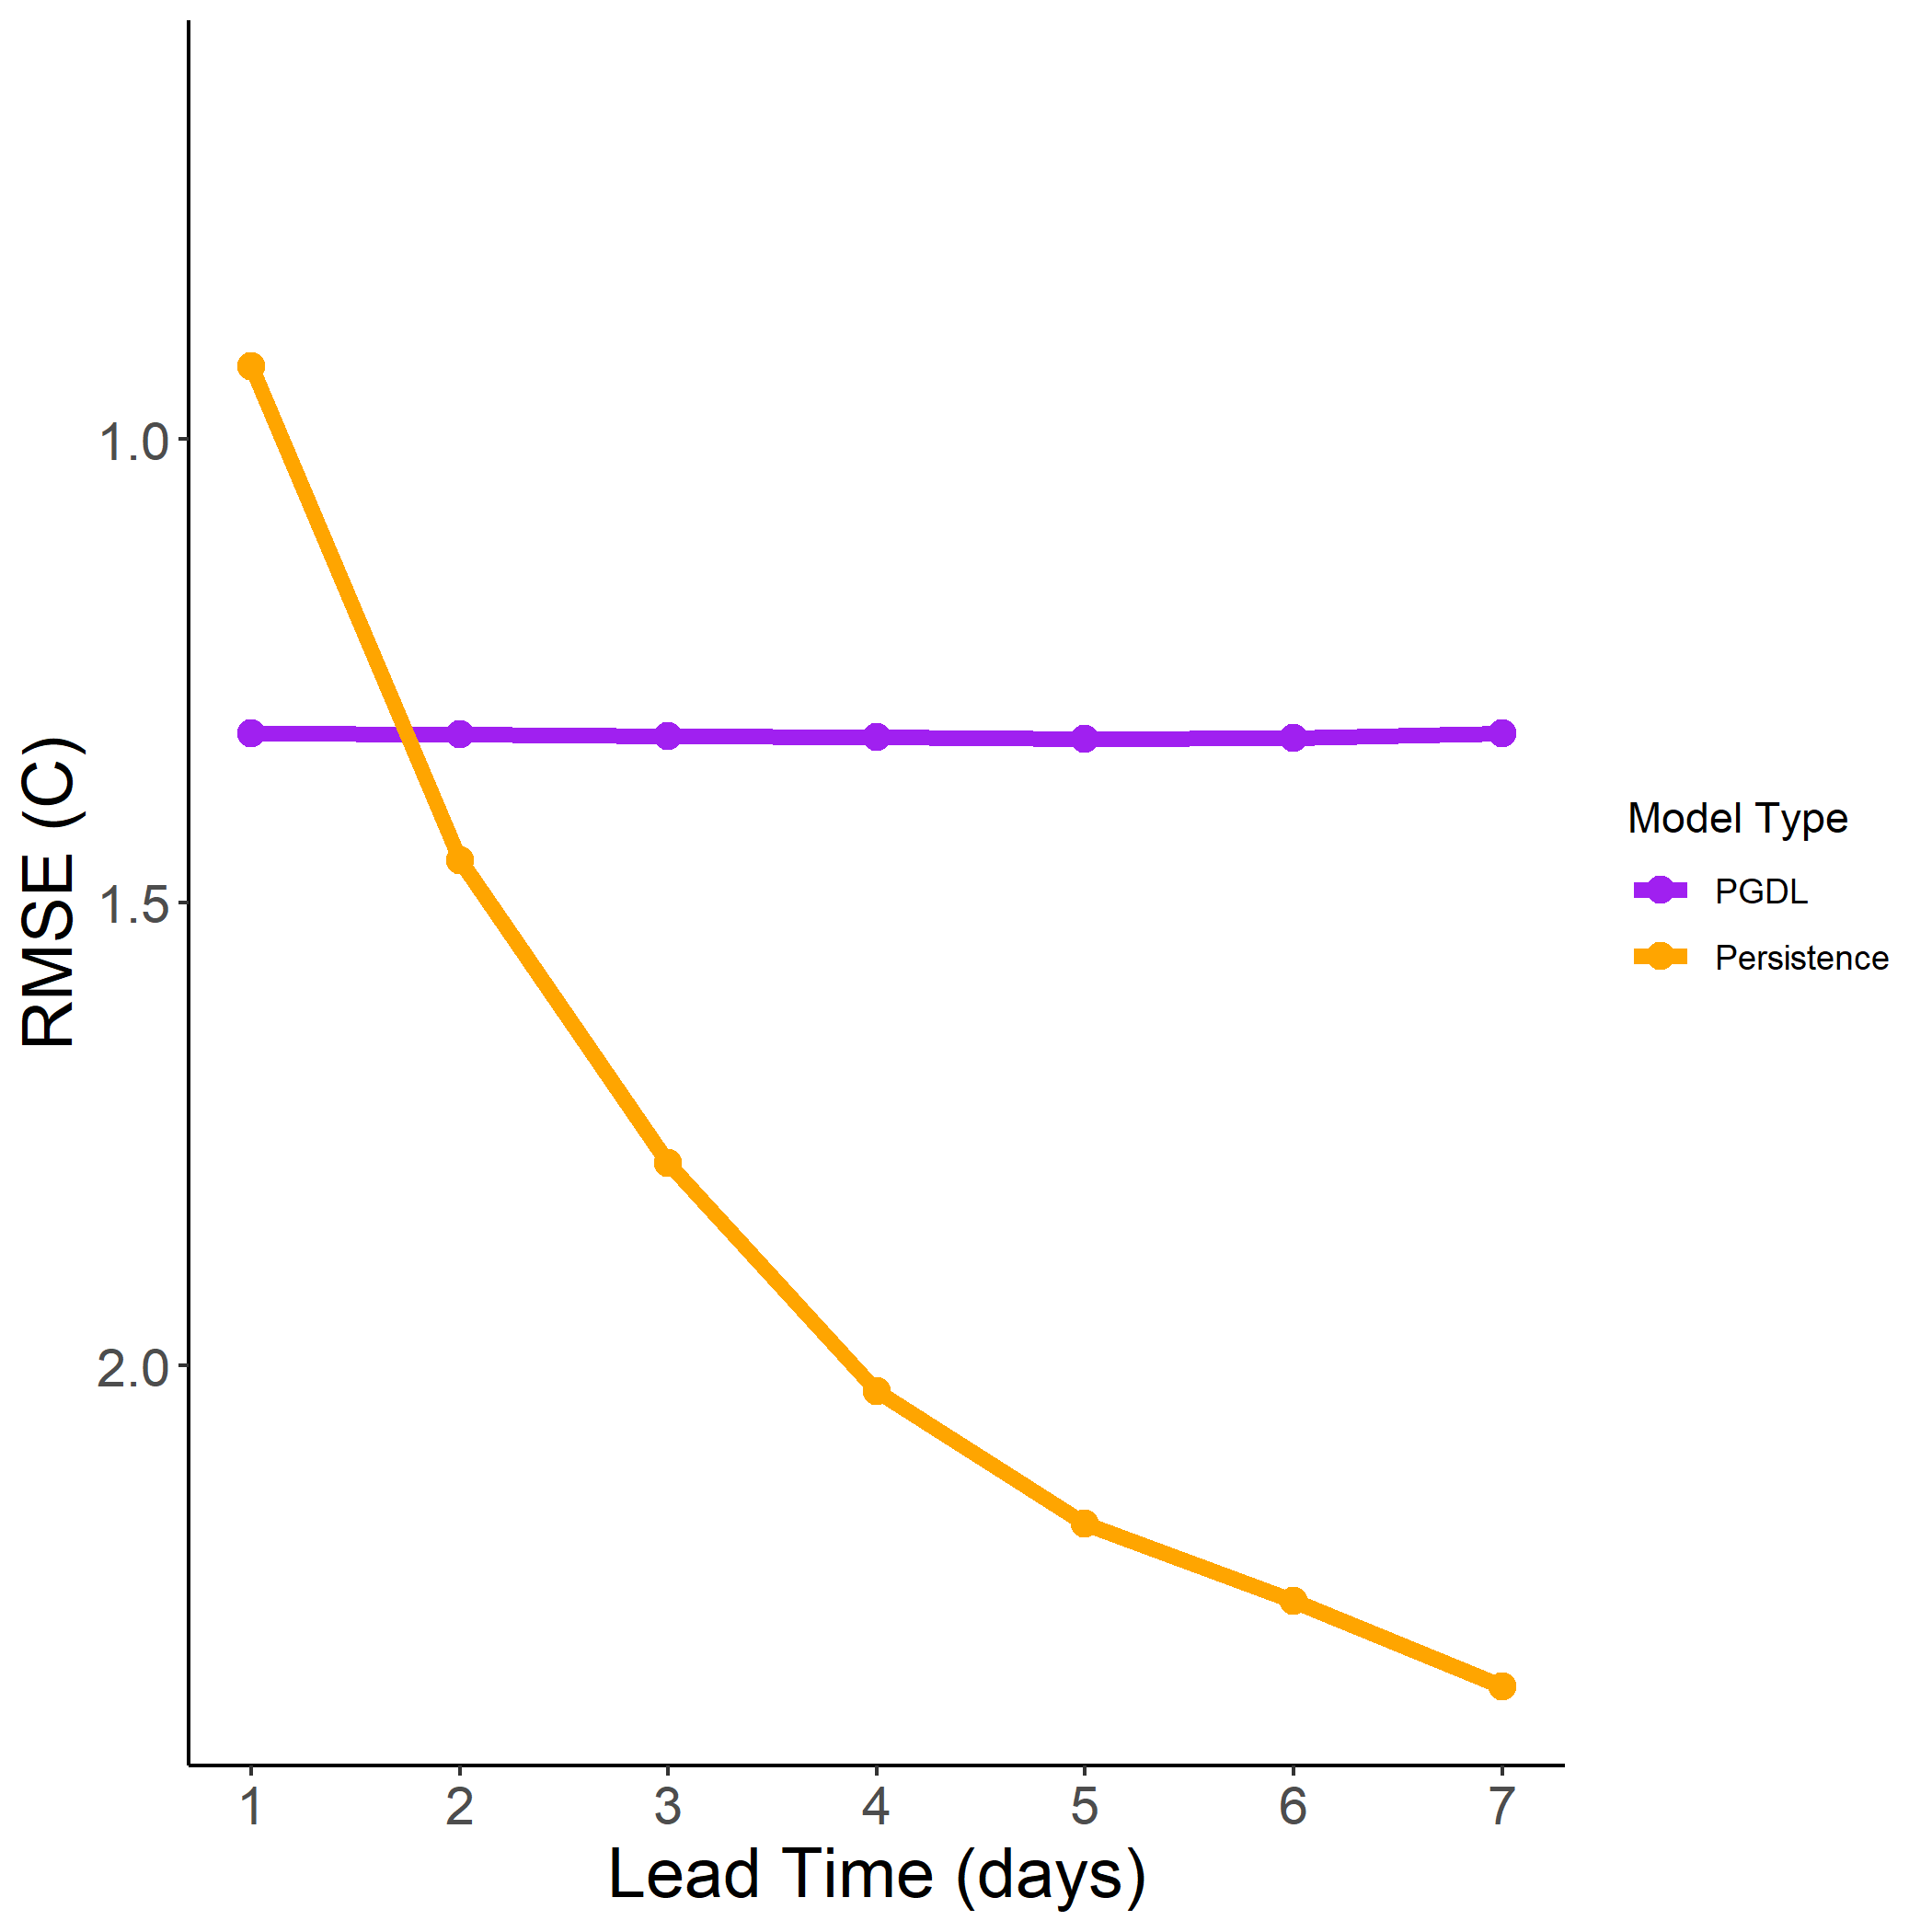 RMSE (C)
1.0
1.5
2.0
1 2 3 4 5 6 7
Lead Time (days)
Model Type
PGDL
Persistence